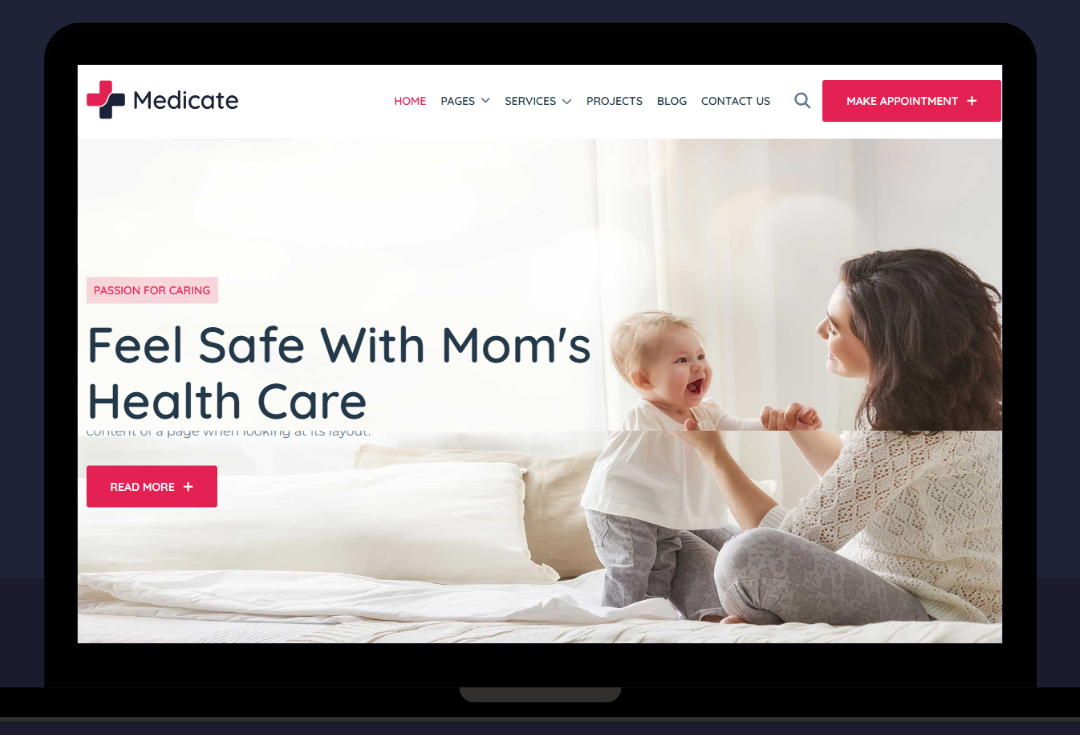 Medicate
HOME PAGES SERVICES PROJECTS BLOG CONTACT US MAKE APPOINTMENT +
PASSION FOR CARING
Feel Safe With Mom's
Health Care
content of a page when looking at its layout.
READ MORE +